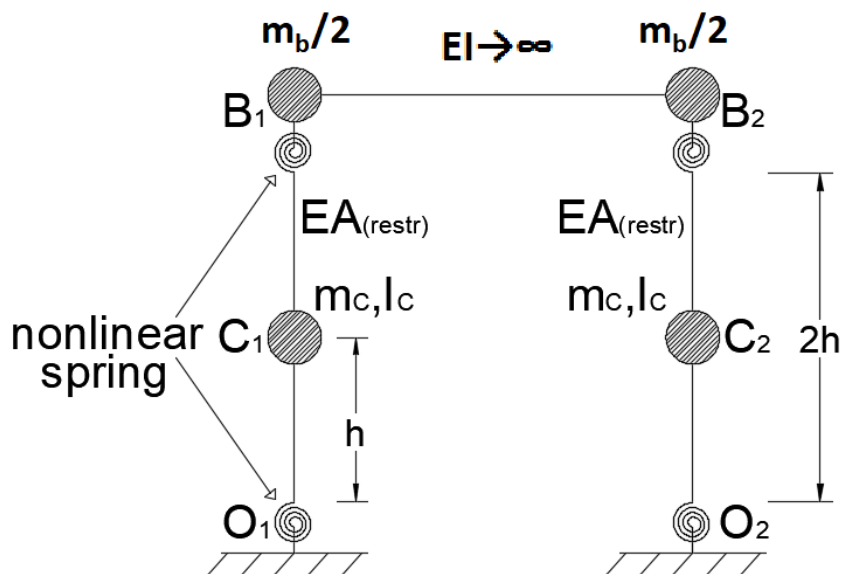 m_b/2 EI→∞ m_b/2
B₁ B₂
EA(restr) EA(restr)
m_C,I_C m_C,I_C
nonlinear C₁ C₂ 2h
spring
h
O₁ O₂